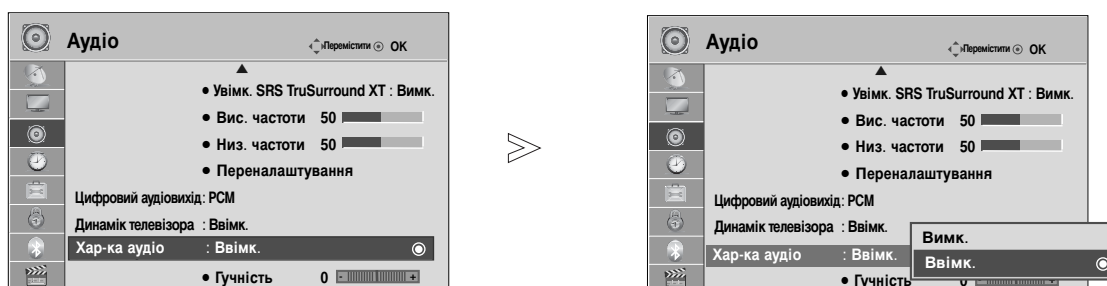 Аудіо
Перемістити OK
● Увімк. SRS TruSurround XT : Вимк.
● Вис. частоти 50
● Низ. частоти 50
● Переналаштування
Цифровий аудіовихід: PCM
Динамік телевізора : Ввімк.
Хар-ка аудіо : Ввімк.
● Гучність 0 - +
Аудіо
Перемістити OK
● Увімк. SRS TruSurround XT : Вимк.
● Вис. частоти 50
● Низ. частоти 50
● Переналаштування
Цифровий аудіовихід: PCM
Динамік телевізора : Ввімк.
Хар-ка аудіо : Ввімк.
● Гучність 0
Вимк.
Ввімк.